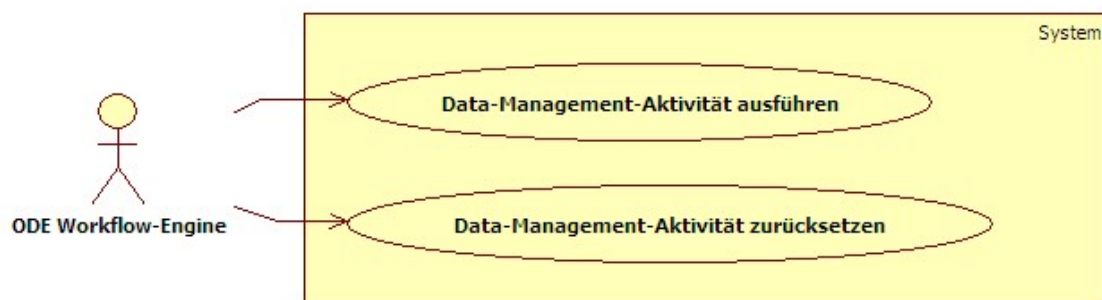 System
Data-Management-Aktivität ausführen
ODE Workflow-Engine
Data-Management-Aktivität zurücksetzen